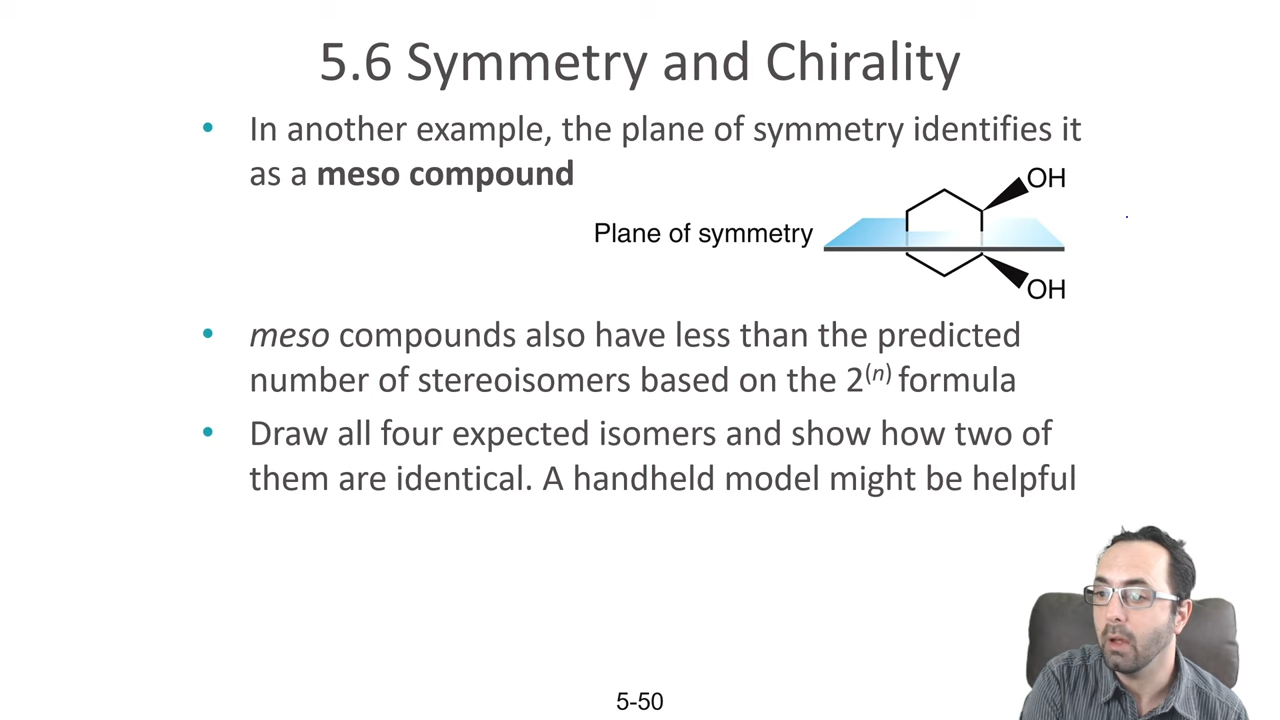 5.6 Symmetry and Chirality
• In another example, the plane of symmetry identifies it
as a meso compound
OH
Plane of symmetry
OH
• meso compounds also have less than the predicted
number of stereoisomers based on the 2⁽ⁿ⁾ formula
• Draw all four expected isomers and show how two of
them are identical. A handheld model might be helpful
5-50